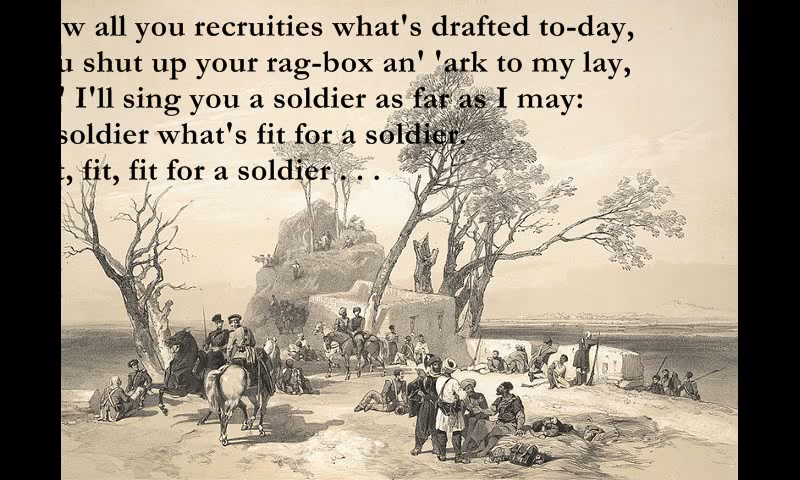 w all you recruities what's drafted to-day,
u shut up your rag-box an' 'ark to my lay,
' I'll sing you a soldier as far as I may:
soldier what's fit for a soldier.
t, fit, fit for a soldier . . .